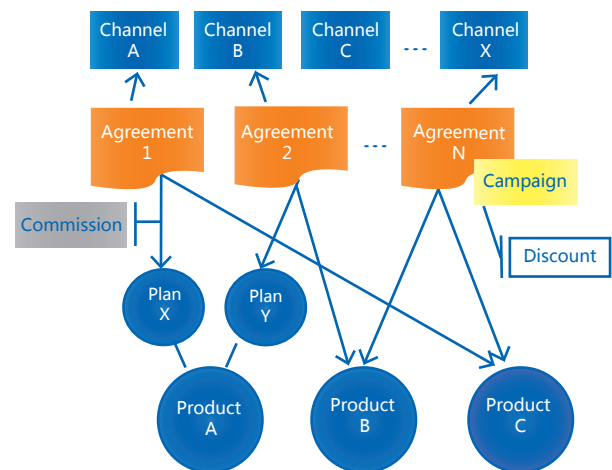 Channel
A
Channel
B
Channel
C
...
Channel
X
Agreement
1
Agreement
2
...
Agreement
N
Campaign
Commission
Discount
Plan
X
Plan
Y
Product
A
Product
B
Product
C